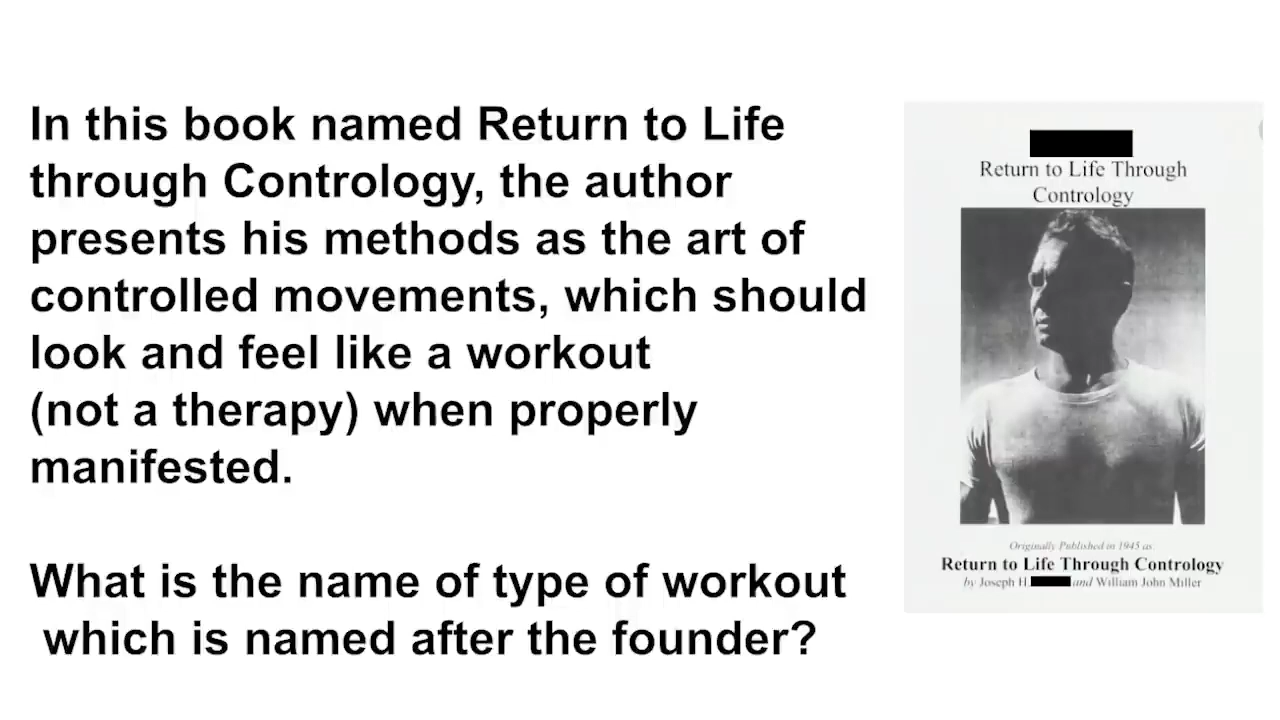 In this book named Return to Life
through Contrology, the author
presents his methods as the art of
controlled movements, which should
look and feel like a workout
(not a therapy) when properly
manifested.
What is the name of type of workout
which is named after the founder?
Return to Life Through
Contrology
Originally Published in 1945 as
Return to Life Through Contrology
by Joseph H. and William John Miller